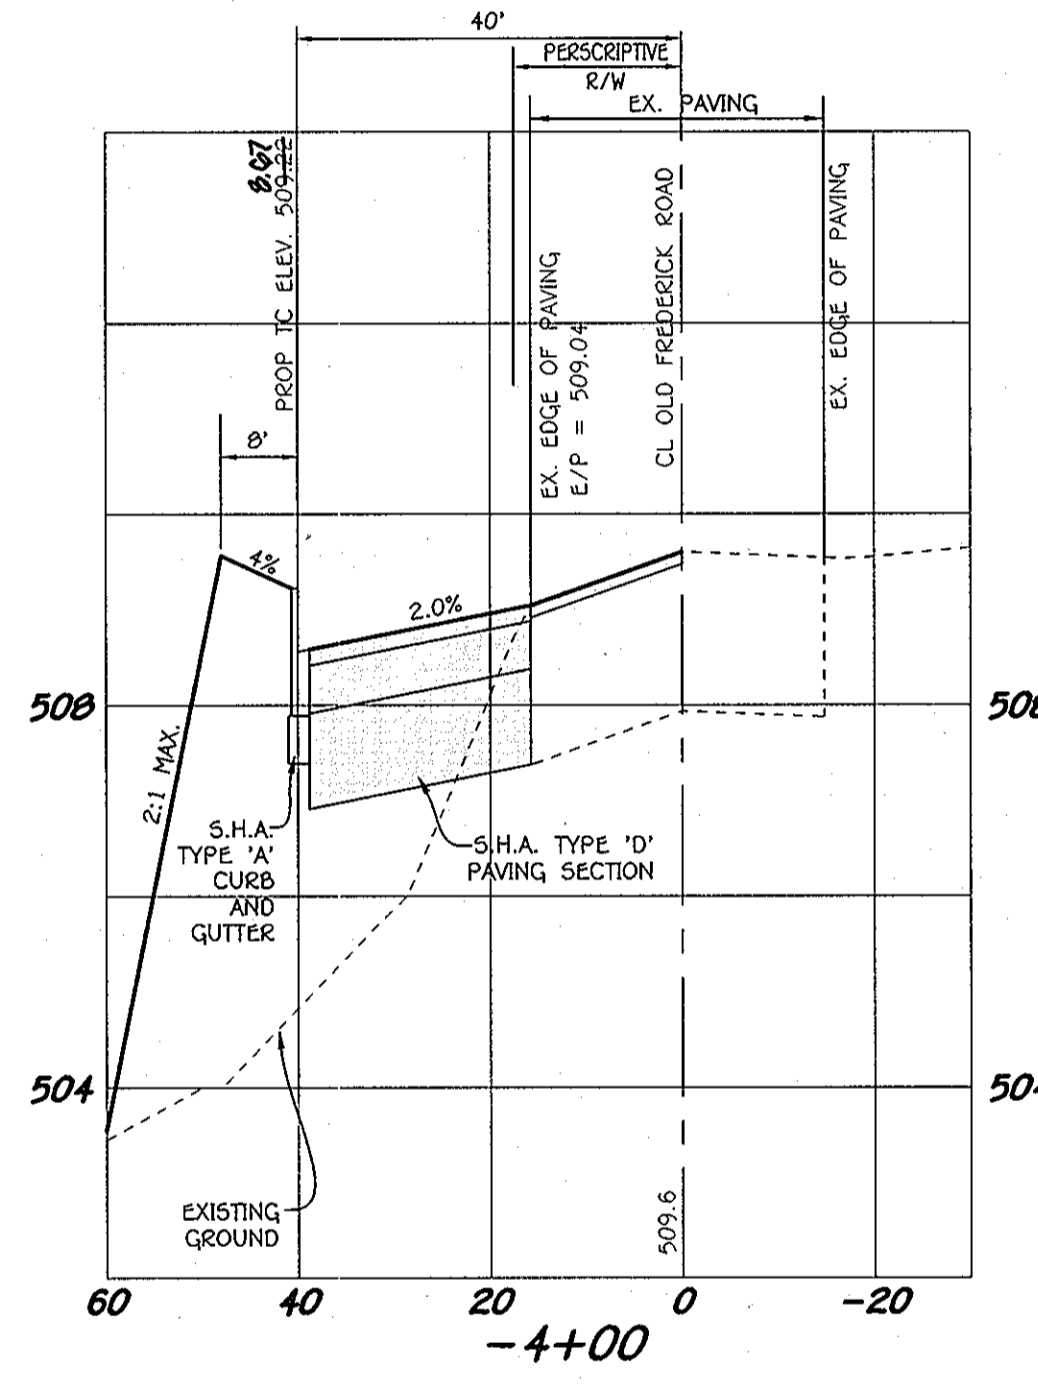 40'
PERSCRIPTIVE
R/W
EX. PAVING
8.67
PROP TC ELEV. 509.22
EX. EDGE OF PAVING
E/P = 509.04
CL OLD FREDERICK ROAD
EX. EDGE OF PAVING
8'
4%
2.0%
508
508
2:1 MAX.
S.H.A.
TYPE 'A'
CURB
AND
GUTTER
S.H.A. TYPE 'D'
PAVING SECTION
504
504
EXISTING
GROUND
509.6
60 40 20 0 -20
-4+00